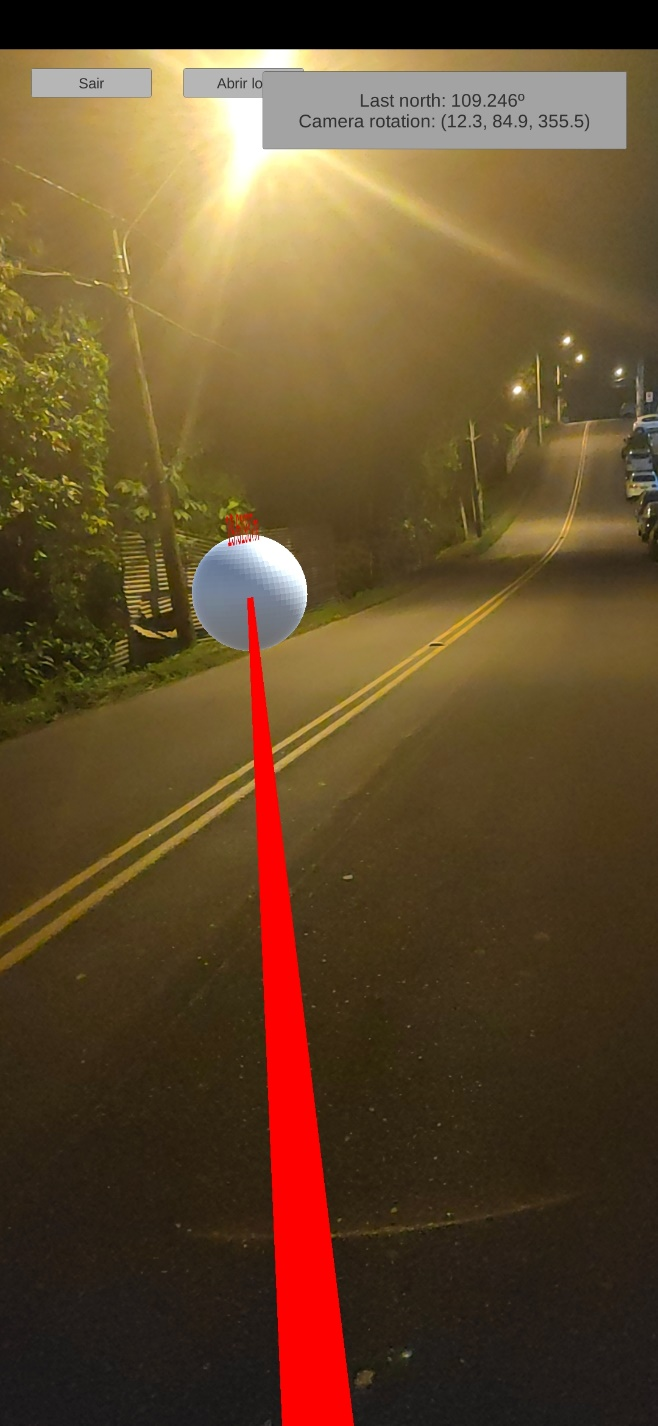 Sair
Abrir lo
Last north: 109.246º
Camera rotation: (12.3, 84.9, 355.5)